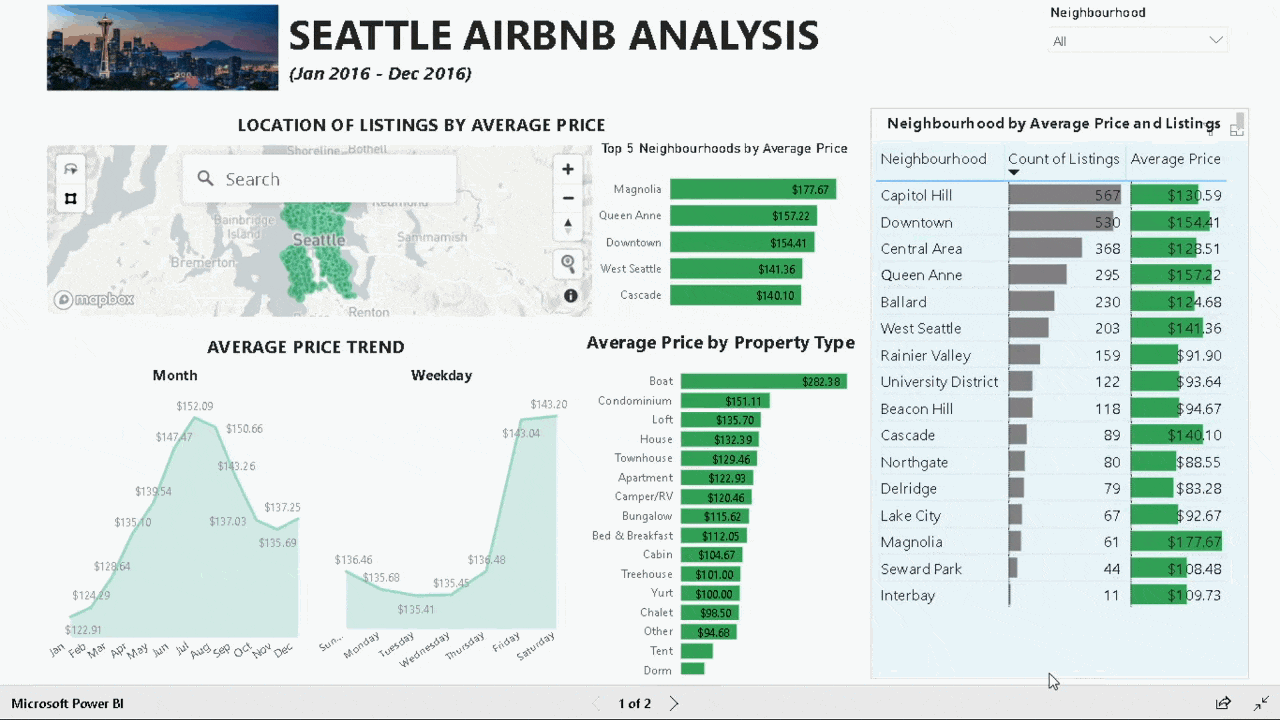 SEATTLE AIRBNB ANALYSIS
(Jan 2016 - Dec 2016)
Neighbourhood
All
LOCATION OF LISTINGS BY AVERAGE PRICE
Shoreline Bothell
Search
Redmond
Bainbridge
Island
Seattle
Sammamish
Bremerton
Renton
mapbox
Top 5 Neighbourhoods by Average Price
Magnolia $177.67
Queen Anne $157.22
Downtown $154.41
West Seattle $141.36
Cascade $140.10
AVERAGE PRICE TREND
Month
$152.09
$150.66
$147.47
$143.26
$139.54
$137.25
$135.10
$137.03
$135.69
$128.64
$124.29
$122.91
Jan Feb Mar Apr May Jun Jul Aug Sep Oct Nov Dec
Weekday
$143.20
$143.04
$136.46
$135.68
$136.48
$135.45
$135.41
Sun... Monday Tuesday Wednesday Thursday Friday Saturday
Average Price by Property Type
Boat $282.38
Condominium $151.11
Loft $135.70
House $132.39
Townhouse $129.46
Apartment $122.93
Camper/RV $120.46
Bungalow $115.62
Bed & Breakfast $112.05
Cabin $104.67
Treehouse $101.00
Yurt $100.00
Chalet $98.50
Other $94.68
Tent
Dorm
Neighbourhood by Average Price and Listings
Neighbourhood Count of Listings Average Price
Capitol Hill 567 $130.59
Downtown 530 $154.41
Central Area 368
Queen Anne 295 $157.22
Ballard 230 $124.68
West Seattle 203 $141.36
Rainier Valley 159 $91.90
University District 122 $93.64
Beacon Hill 118
Cascade 89 $140.10
Northgate 80 $88.55
Delridge $83.28
Lake City 67 $92.67
Magnolia 61 $177.67
Seward Park 44 $108.48
Interbay 11 $109.73
Microsoft Power BI
1 of 2